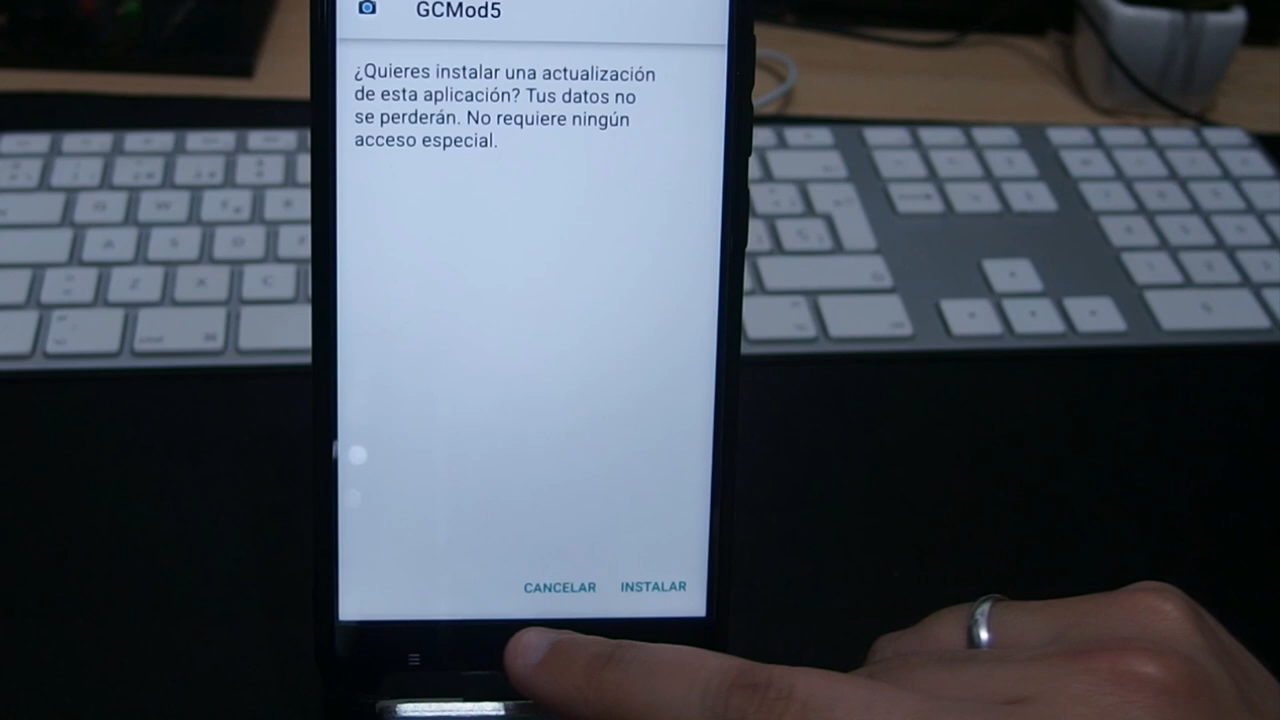 GCMod5
¿Quieres instalar una actualización
de esta aplicación? Tus datos no
se perderán. No requiere ningún
acceso especial.
CANCELAR INSTALAR